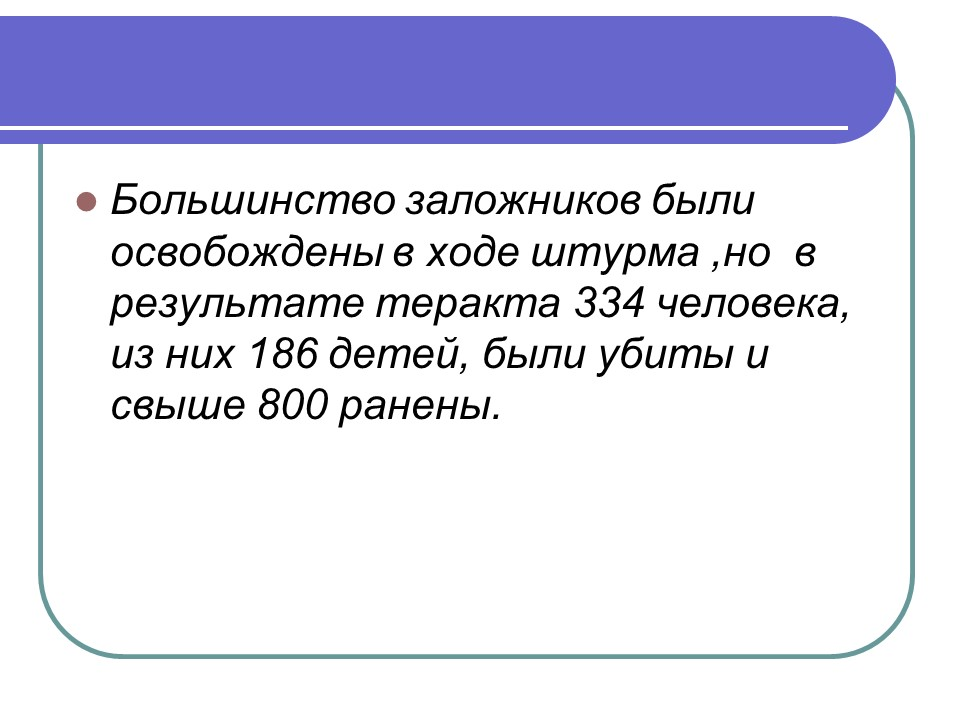 Большинство заложников были
освобождены в ходе штурма ,но  в
результате теракта 334 человека,
из них 186 детей, были убиты и
свыше 800 ранены.